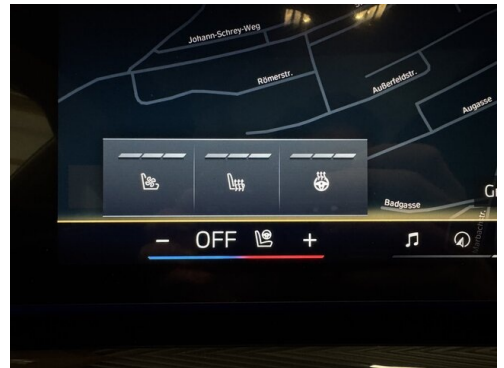 Johann-Schrey-Weg
Römerstr.
Außerfeldstr.
Augasse
Badgasse
OFF